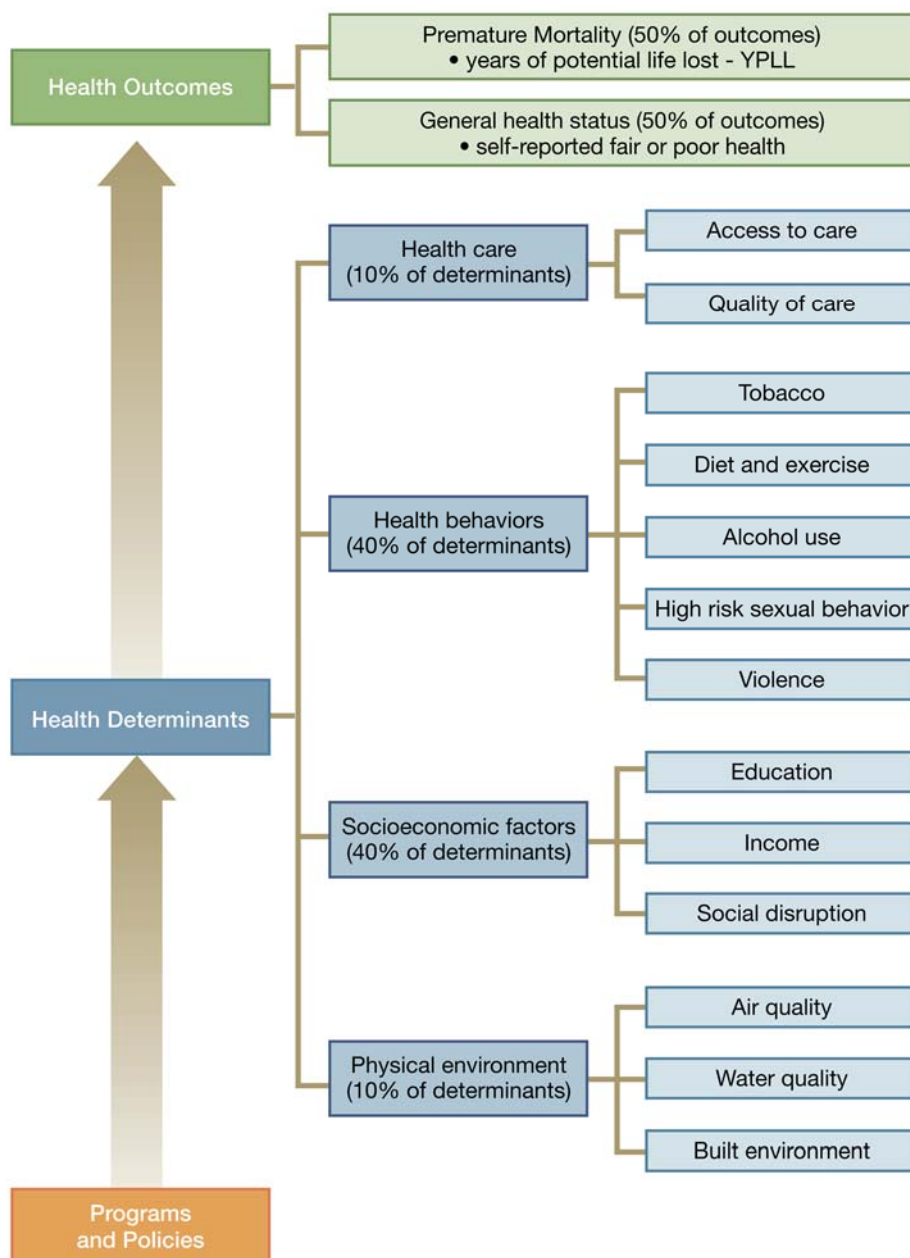 Health Outcomes
Premature Mortality (50% of outcomes)
• years of potential life lost - YPLL
General health status (50% of outcomes)
• self-reported fair or poor health
Health Determinants
Health care
(10% of determinants)
Access to care
Quality of care
Health behaviors
(40% of determinants)
Tobacco
Diet and exercise
Alcohol use
High risk sexual behavior
Violence
Socioeconomic factors
(40% of determinants)
Education
Income
Social disruption
Physical environment
(10% of determinants)
Air quality
Water quality
Built environment
Programs
and Policies